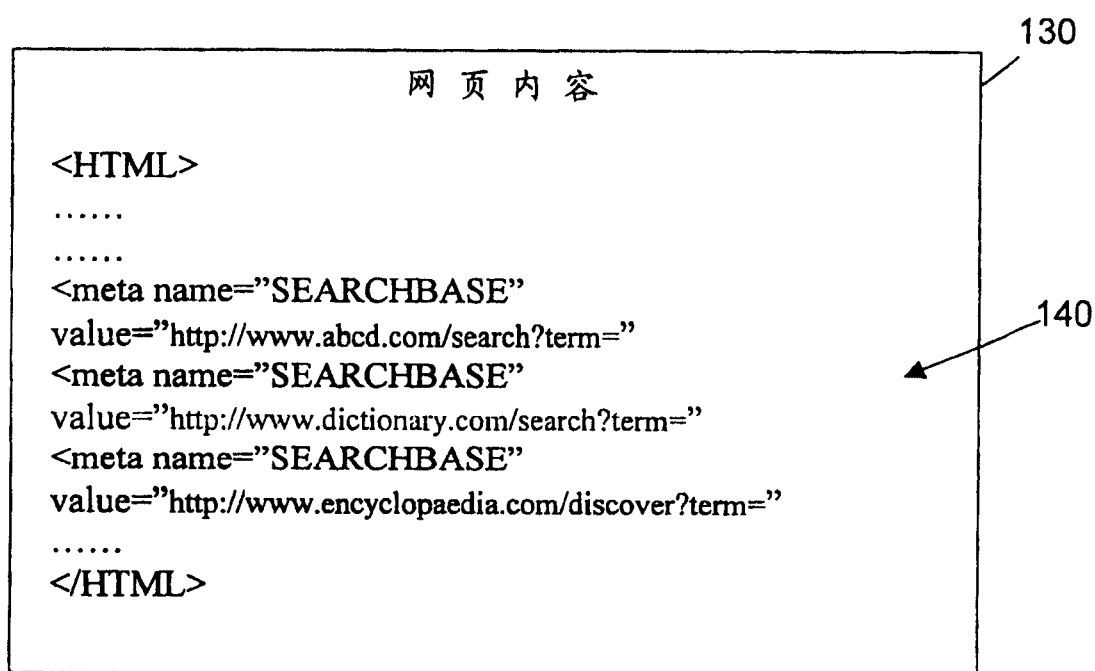 130
网 页 内 容
<HTML>
......
......
<meta name=”SEARCHBASE”
value=”http://www.abcd.com/search?term=”
140
<meta name=”SEARCHBASE”
value=”http://www.dictionary.com/search?term=”
<meta name=”SEARCHBASE”
value=”http://www.encyclopaedia.com/discover?term=”
......
</HTML>